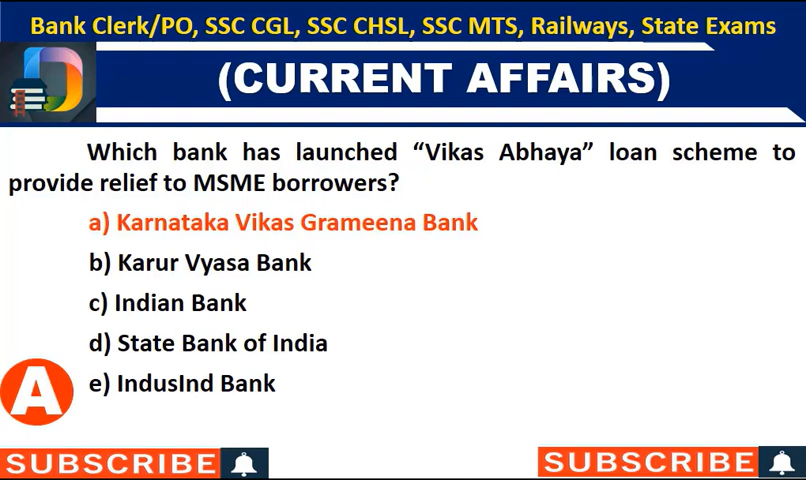 Bank Clerk/PO, SSC CGL, SSC CHSL, SSC MTS, Railways, State Exams
(CURRENT AFFAIRS)
Which bank has launched “Vikas Abhaya” loan scheme to
provide relief to MSME borrowers?
a) Karnataka Vikas Grameena Bank
b) Karur Vyasa Bank
c) Indian Bank
d) State Bank of India
e) IndusInd Bank
A
SUBSCRIBE
SUBSCRIBE